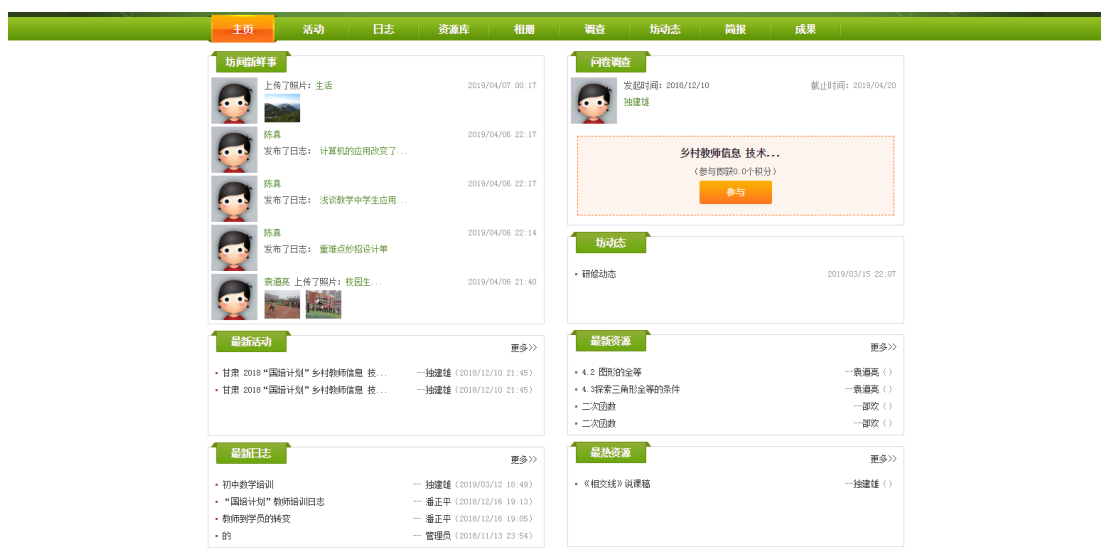 主页 活动 日志 资源库 相册 调查 坊动态 简报 成果
坊间新鲜事
上传了照片：生活 2019/04/07 00:17
陈真 2019/04/06 22:17
发布了日志： 计算机的应用改变了...
陈真 2019/04/06 22:17
发布了日志： 浅谈数学中学生应用...
陈真 2019/04/06 22:14
发布了日志： 重难点妙招设计单
袁道亮 上传了照片：校园生... 2019/04/06 21:40
问卷调查
发起时间：2018/12/10 截止时间：2019/04/20
独建雄
乡村教师信息 技术...
（参与即获0.0个积分）
参与
坊动态
研修动态 2019/03/15 22:07
最新活动
更多>>
甘肃 2018“国培计划”乡村教师信息 技... --独建雄（2018/12/10 21:45）
甘肃 2018“国培计划”乡村教师信息 技... --独建雄（2018/12/10 21:45）
最新资源
更多>>
4.2 图形的全等 --袁道亮（）
4.3探索三角形全等的条件 --袁道亮（）
二次函数 --邵欢（）
二次函数 --邵欢（）
最新日志
更多>>
初中数学培训 -- 独建雄（2019/03/12 18:49）
“国培计划”教师培训日志 -- 潘正平（2018/12/16 19:13）
教师到学员的转变 -- 潘正平（2018/12/16 19:05）
的 -- 管理员（2018/11/13 23:54）
最热资源
更多>>
《相交线》说课稿 --独建雄（）